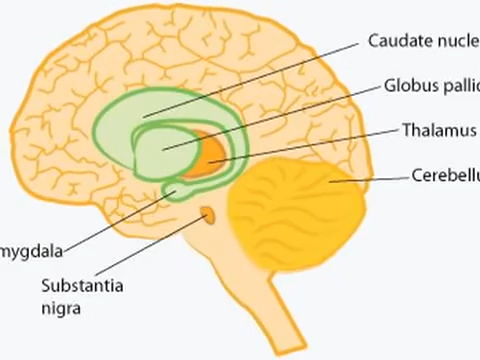 Caudate nucle
Globus pallid
Thalamus
Cerebellu
mygdala
Substantia
nigra